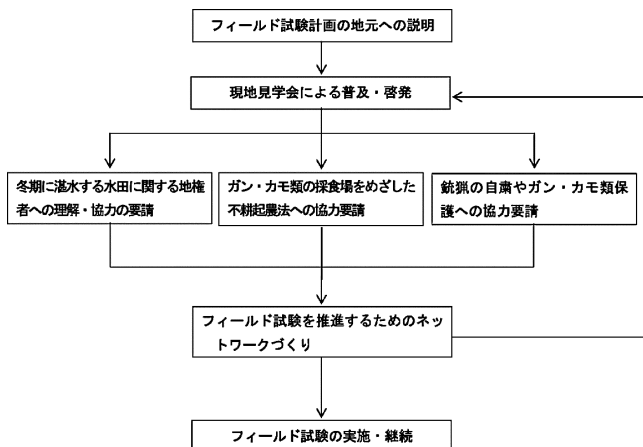 フィールド試験計画の地元への説明
現地見学会による普及・啓発
冬期に湛水する水田に関する地権
者への理解・協力の要請
ガン・カモ類の採食場をめざした
不耕起農法への協力要請
銃猟の自粛やガン・カモ類保
護への協力要請
フィールド試験を推進するためのネッ
トワークづくり
フィールド試験の実施・継続